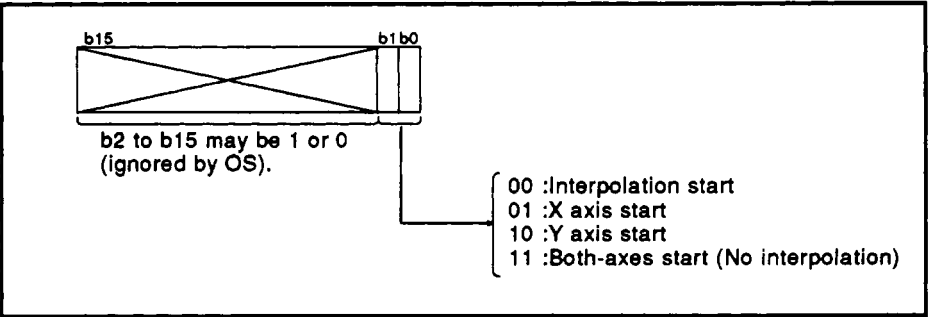 b15 b1 b0
b2 to b15 may be 1 or 0
(ignored by OS).
00 :Interpolation start
01 :X axis start
10 :Y axis start
11 :Both-axes start (No interpolation)